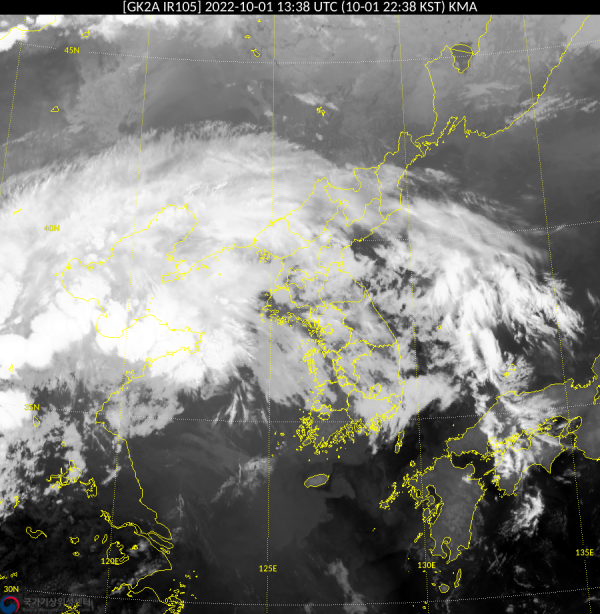 [GK2A IR105] 2022-10-01 13:38 UTC (10-01 22:38 KST) KMA
45N
40N
35N
120E
125E
130E
135E
30N